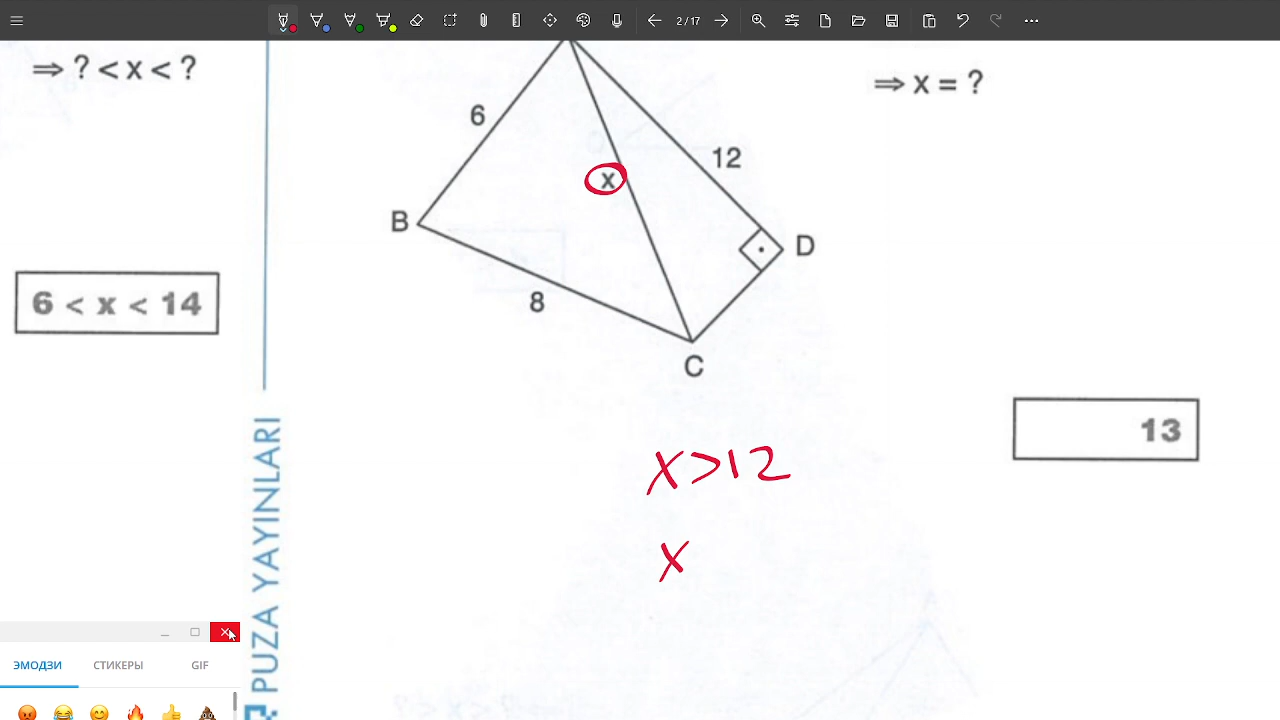 2 / 17
⇒ ? < x < ?
⇒ x = ?
6
12
x
B
D
8
C
6 < x < 14
13
x>12
x
PUZA YAYINLARI
ЭМОДЗИ
СТИКЕРЫ
GIF